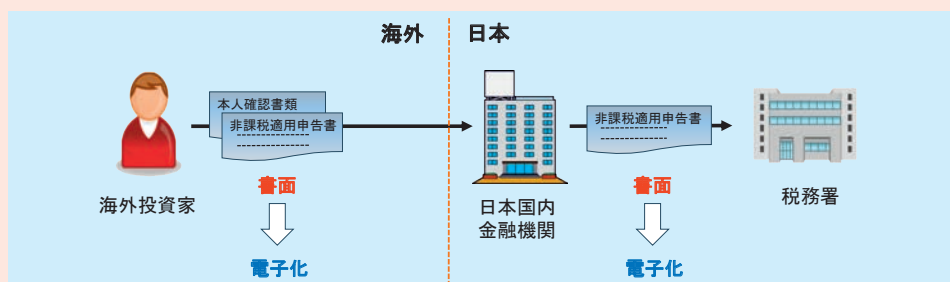 海外
日本
本人確認書類
非課税適用申告書
非課税適用申告書
書面
書面
海外投資家
日本国内
金融機関
税務署
電子化
電子化